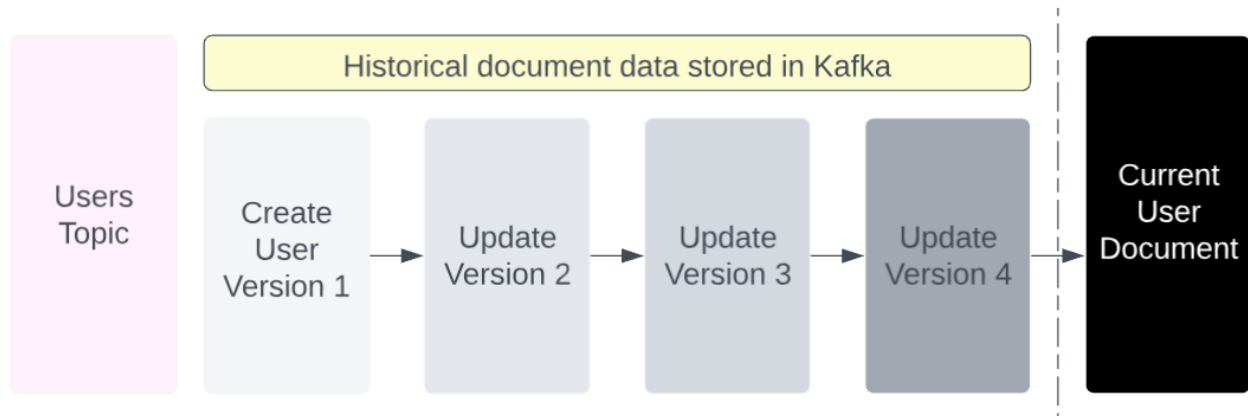 Historical document data stored in Kafka
Users
Topic
Create
User
Version 1
Update
Version 2
Update
Version 3
Update
Version 4
Current
User
Document